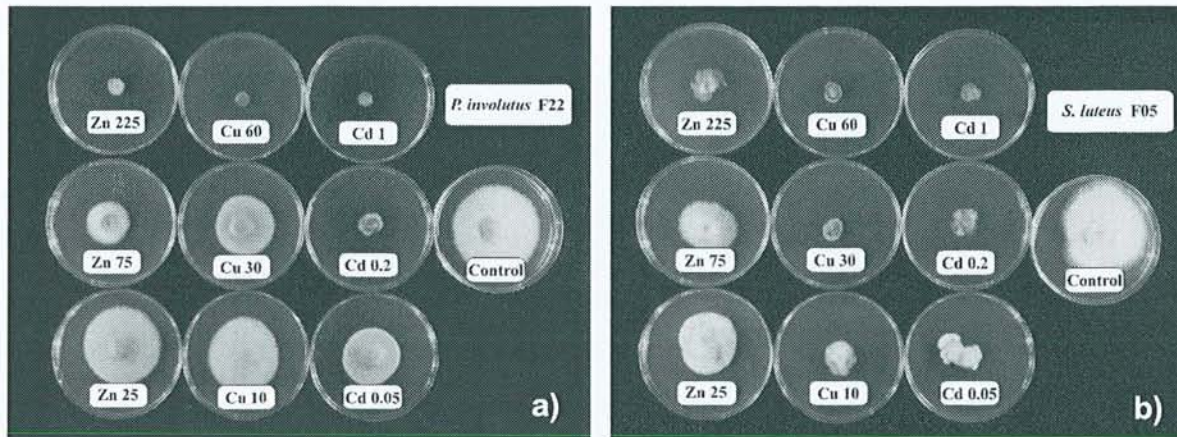 Zn 225
Cu 60
Cd 1
P. involutus F22
Zn 75
Cu 30
Cd 0.2
Control
Zn 25
Cu 10
Cd 0.05
a)
Zn 225
Cu 60
Cd 1
S. luteus F05
Zn 75
Cu 30
Cd 0.2
Control
Zn 25
Cu 10
Cd 0.05
b)